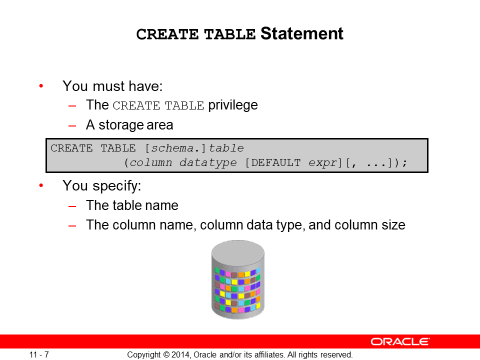 CREATE TABLE Statement
• You must have:
– The CREATE TABLE privilege
– A storage area
CREATE TABLE [schema.]table
(column datatype [DEFAULT expr][, ...]);
• You specify:
– The table name
– The column name, column data type, and column size
ORACLE
11 - 7 Copyright © 2014, Oracle and/or its affiliates. All rights reserved.